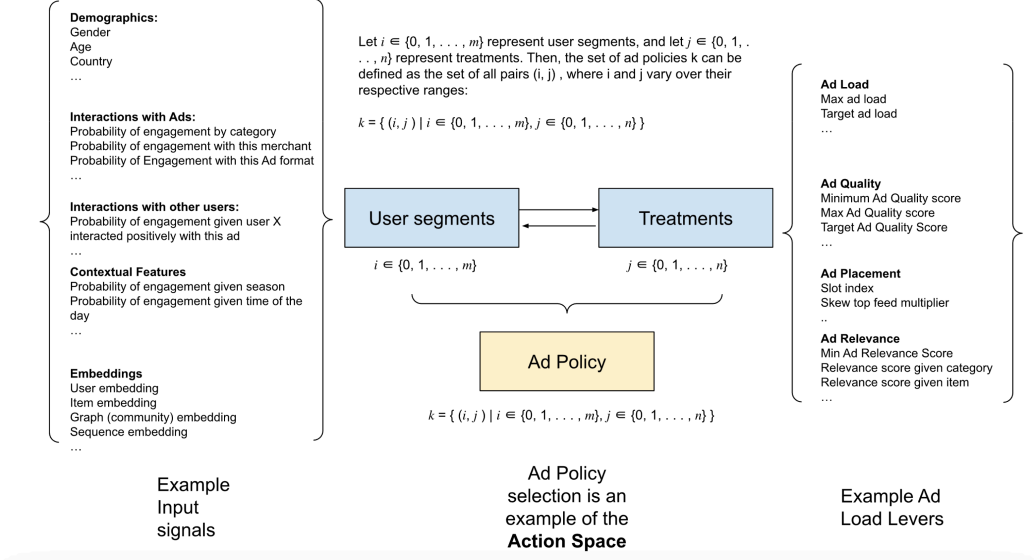 Demographics:
Gender
Age
Country
…
Interactions with Ads:
Probability of engagement by category
Probability of engagement with this merchant
Probability of Engagement with this Ad format
…
Interactions with other users:
Probability of engagement given user X
interacted positively with this ad
…
Contextual Features
Probability of engagement given season
Probability of engagement given time of the
day
…
Embeddings
User embedding
Item embedding
Graph (community) embedding
Sequence embedding
…
Example
Input
signals
Let i ∈ {0, 1, . . . , m} represent user segments, and let j ∈ {0, 1, .
. . , n} represent treatments. Then, the set of ad policies k can be
defined as the set of all pairs (i, j) , where i and j vary over their
respective ranges:
k = { (i, j ) | i ∈ {0, 1, . . . , m}, j ∈ {0, 1, . . . , n} }
User segments
Treatments
i ∈ {0, 1, . . . , m}
j ∈ {0, 1, . . . , n}
Ad Policy
k = { (i, j ) | i ∈ {0, 1, . . . , m}, j ∈ {0, 1, . . . , n} }
Ad Policy
selection is an
example of the
Action Space
Ad Load
Max ad load
Target ad load
…
Ad Quality
Minimum Ad Quality score
Max Ad Quality score
Target Ad Quality Score
…
Ad Placement
Slot index
Skew top feed multiplier
..
Ad Relevance
Min Ad Relevance Score
Relevance score given category
Relevance score given item
…
Example Ad
Load Levers